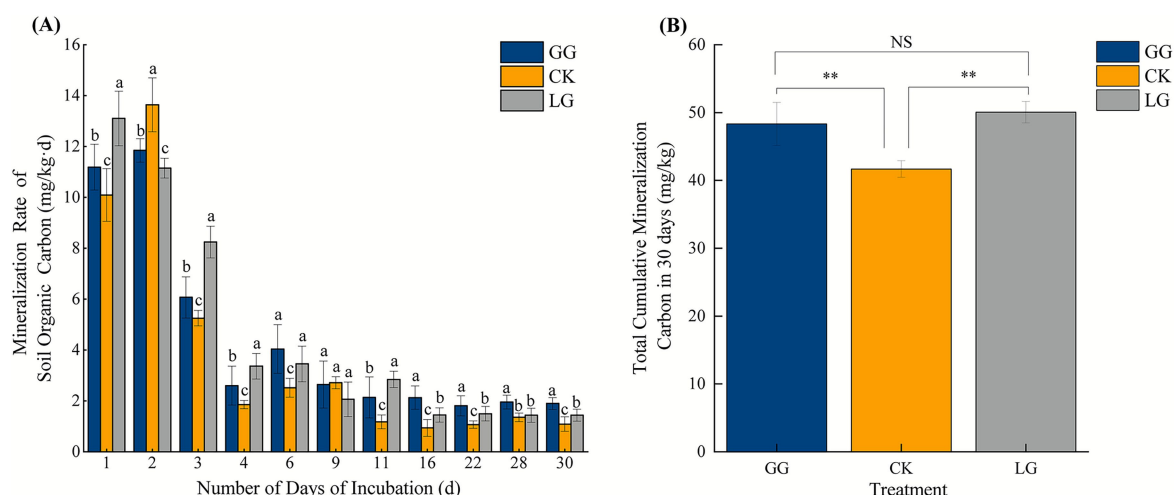 (A)
Mineralization Rate of
Soil Organic Carbon (mg/kg·d)
16
14
12
10
8
6
4
2
0
GG
CK
LG
b c a
b a c
b c a
b c a
a b a
a a b
b c a
a c b
a c b
a b b
a c b
1 2 3 4 6 9 11 16 22 28 30
Number of Days of Incubation (d)
(B)
Total Cumulative Mineralization
Carbon in 30 days (mg/kg)
60
50
40
30
20
10
0
NS
** **
GG
CK
LG
GG CK LG
Treatment